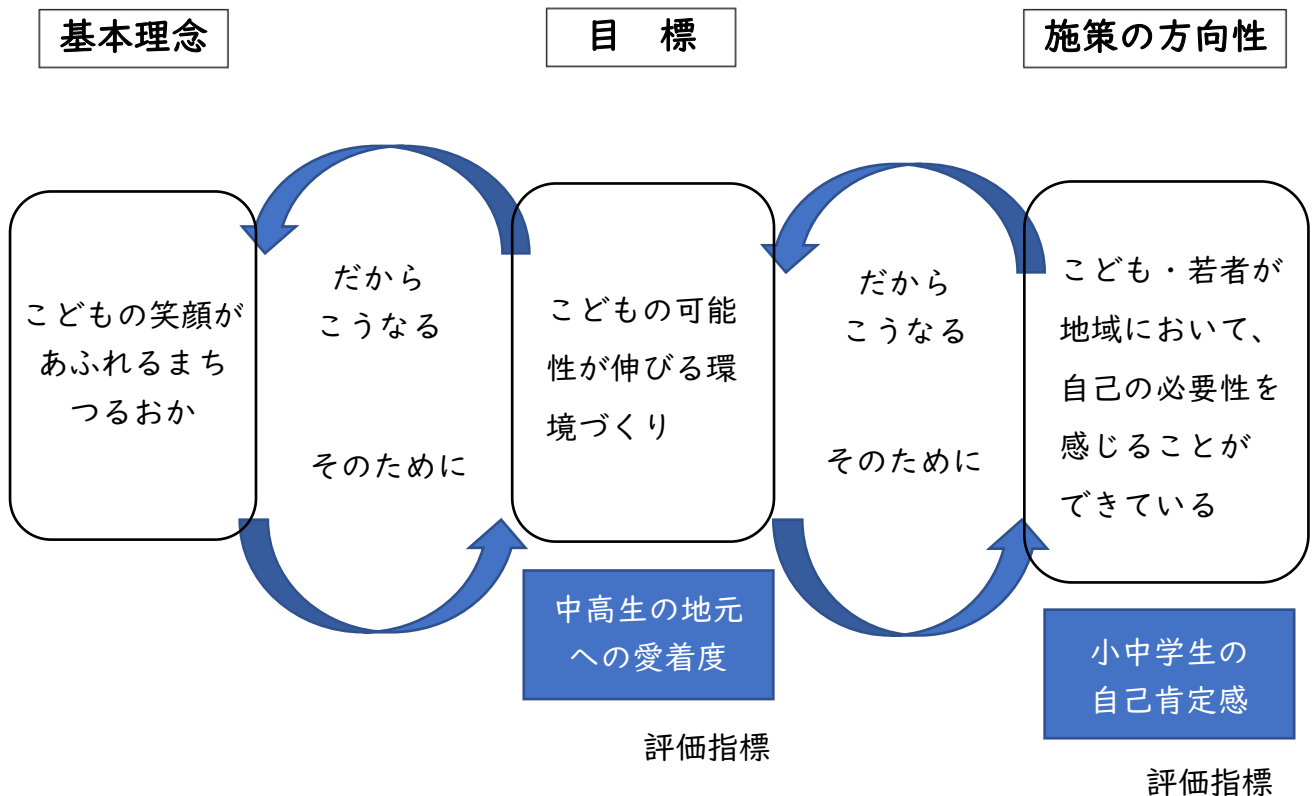 基本理念
目　標
施策の方向性
こどもの笑顔が
あふれるまち
つるおか
だから
こうなる
そのために
こどもの可能
性が伸びる環
境づくり
だから
こうなる
そのために
こども・若者が
地域において、
自己の必要性を
感じることが
できている
中高生の地元
への愛着度
評価指標
小中学生の
自己肯定感
評価指標